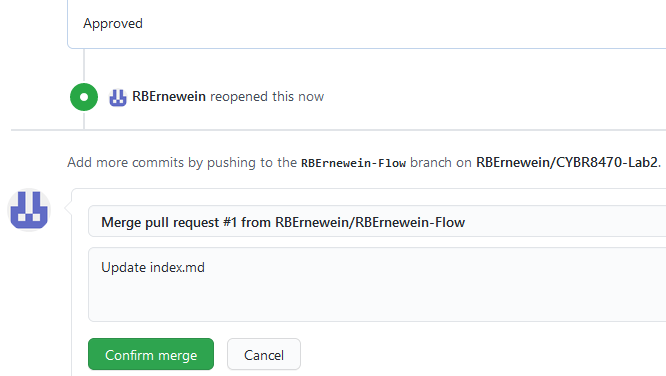 Approved
RBErnewein reopened this now
Add more commits by pushing to the RBErnewein-Flow branch on RBErnewein/CYBR8470-Lab2.
Merge pull request #1 from RBErnewein/RBErnewein-Flow
Update index.md
Confirm merge Cancel